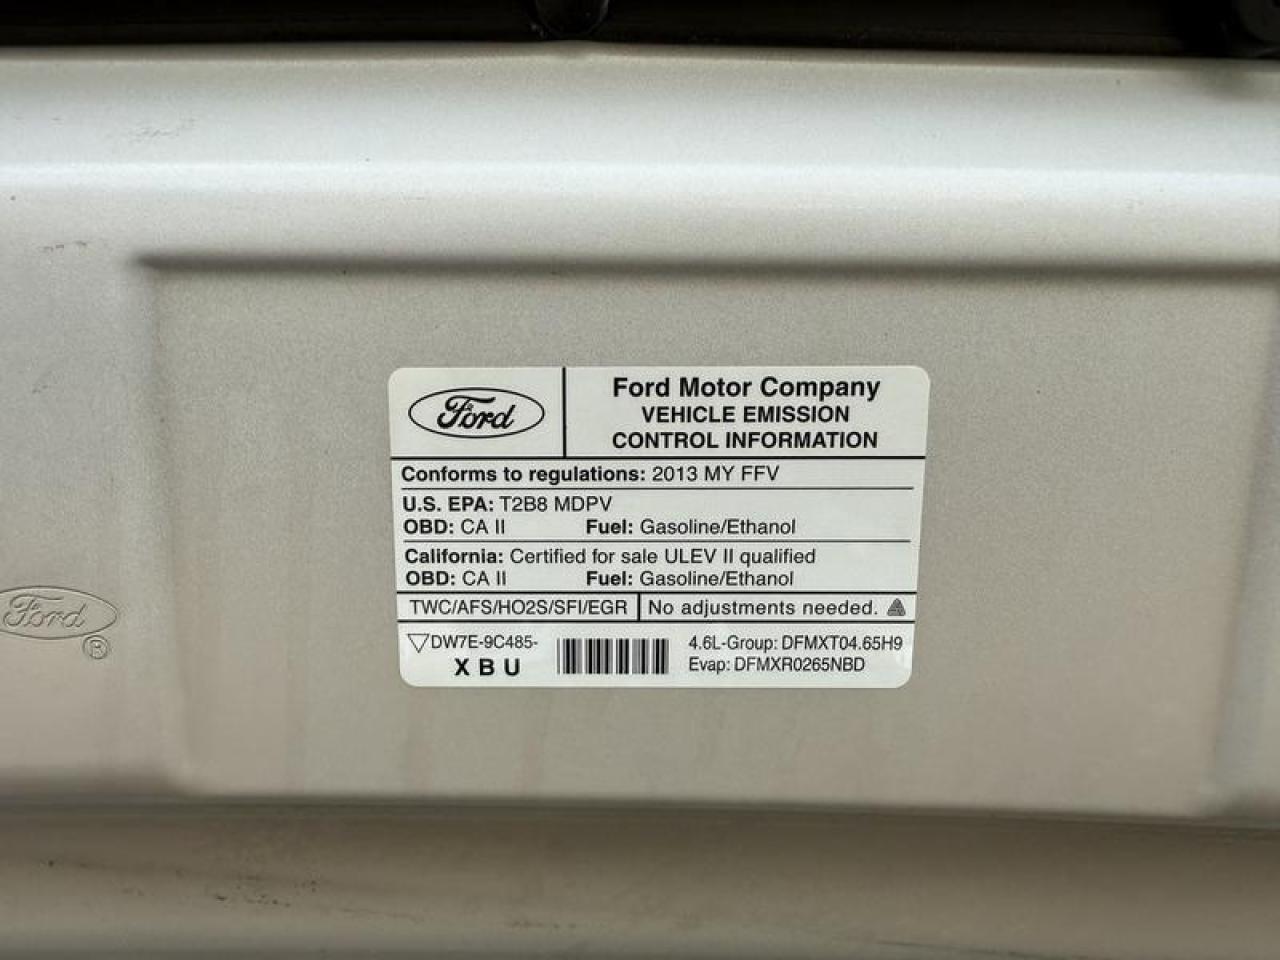 Ford
Ford Motor Company
VEHICLE EMISSION
CONTROL INFORMATION
Conforms to regulations: 2013 MY FFV
U.S. EPA: T2B8 MDPV
OBD: CA II Fuel: Gasoline/Ethanol
California: Certified for sale ULEV II qualified
OBD: CA II Fuel: Gasoline/Ethanol
TWC/AFS/HO2S/SFI/EGR No adjustments needed.
DW7E-9C485-
X B U
4.6L-Group: DFMXT04.65H9
Evap: DFMXR0265NBD
Ford
®